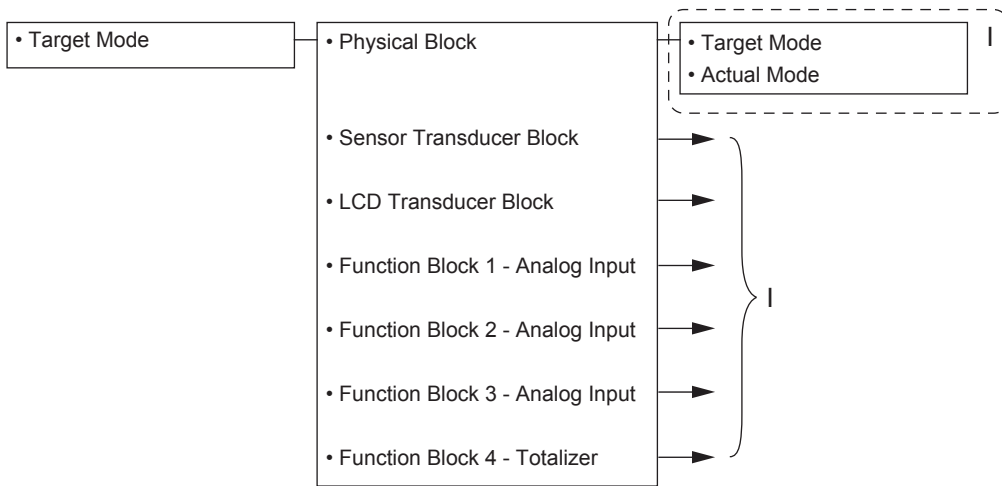 • Target Mode
• Physical Block
• Target Mode
• Actual Mode
I
• Sensor Transducer Block
• LCD Transducer Block
• Function Block 1 - Analog Input
• Function Block 2 - Analog Input
• Function Block 3 - Analog Input
• Function Block 4 - Totalizer
I